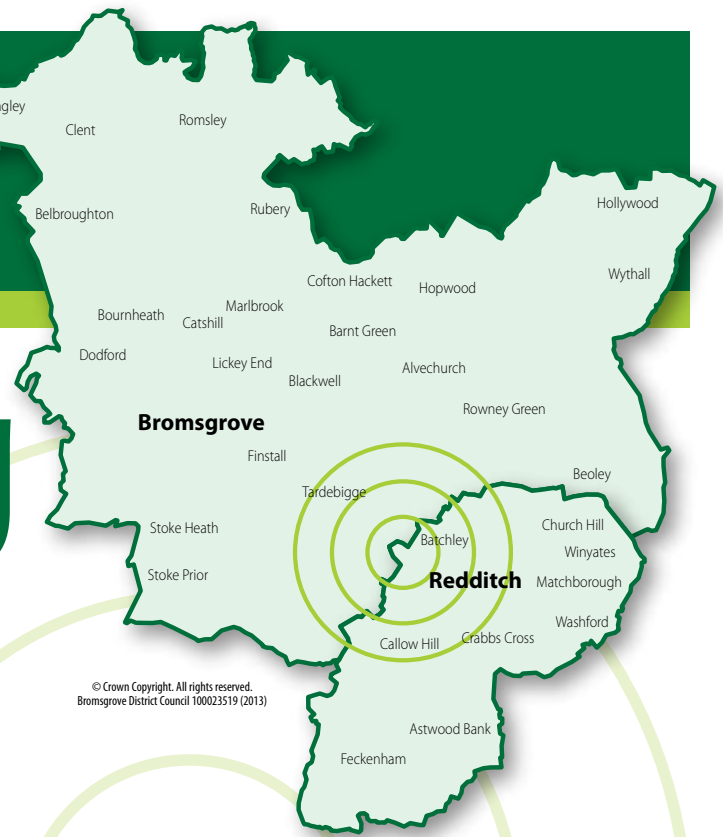 Clent
Romsley
Belbroughton
Rubery
Hollywood
Wythall
Cofton Hackett
Hopwood
Marlbrook
Bournheath
Catshill
Barnt Green
Dodford
Lickey End
Alvechurch
Blackwell
Rowney Green
Bromsgrove
Finstall
Beoley
Tardebigge
Stoke Heath
Church Hill
Batchley
Winyates
Stoke Prior
Redditch
Matchborough
Washford
Callow Hill
Crabbs Cross
© Crown Copyright. All rights reserved.
Bromsgrove District Council 100023519 (2013)
Astwood Bank
Feckenham